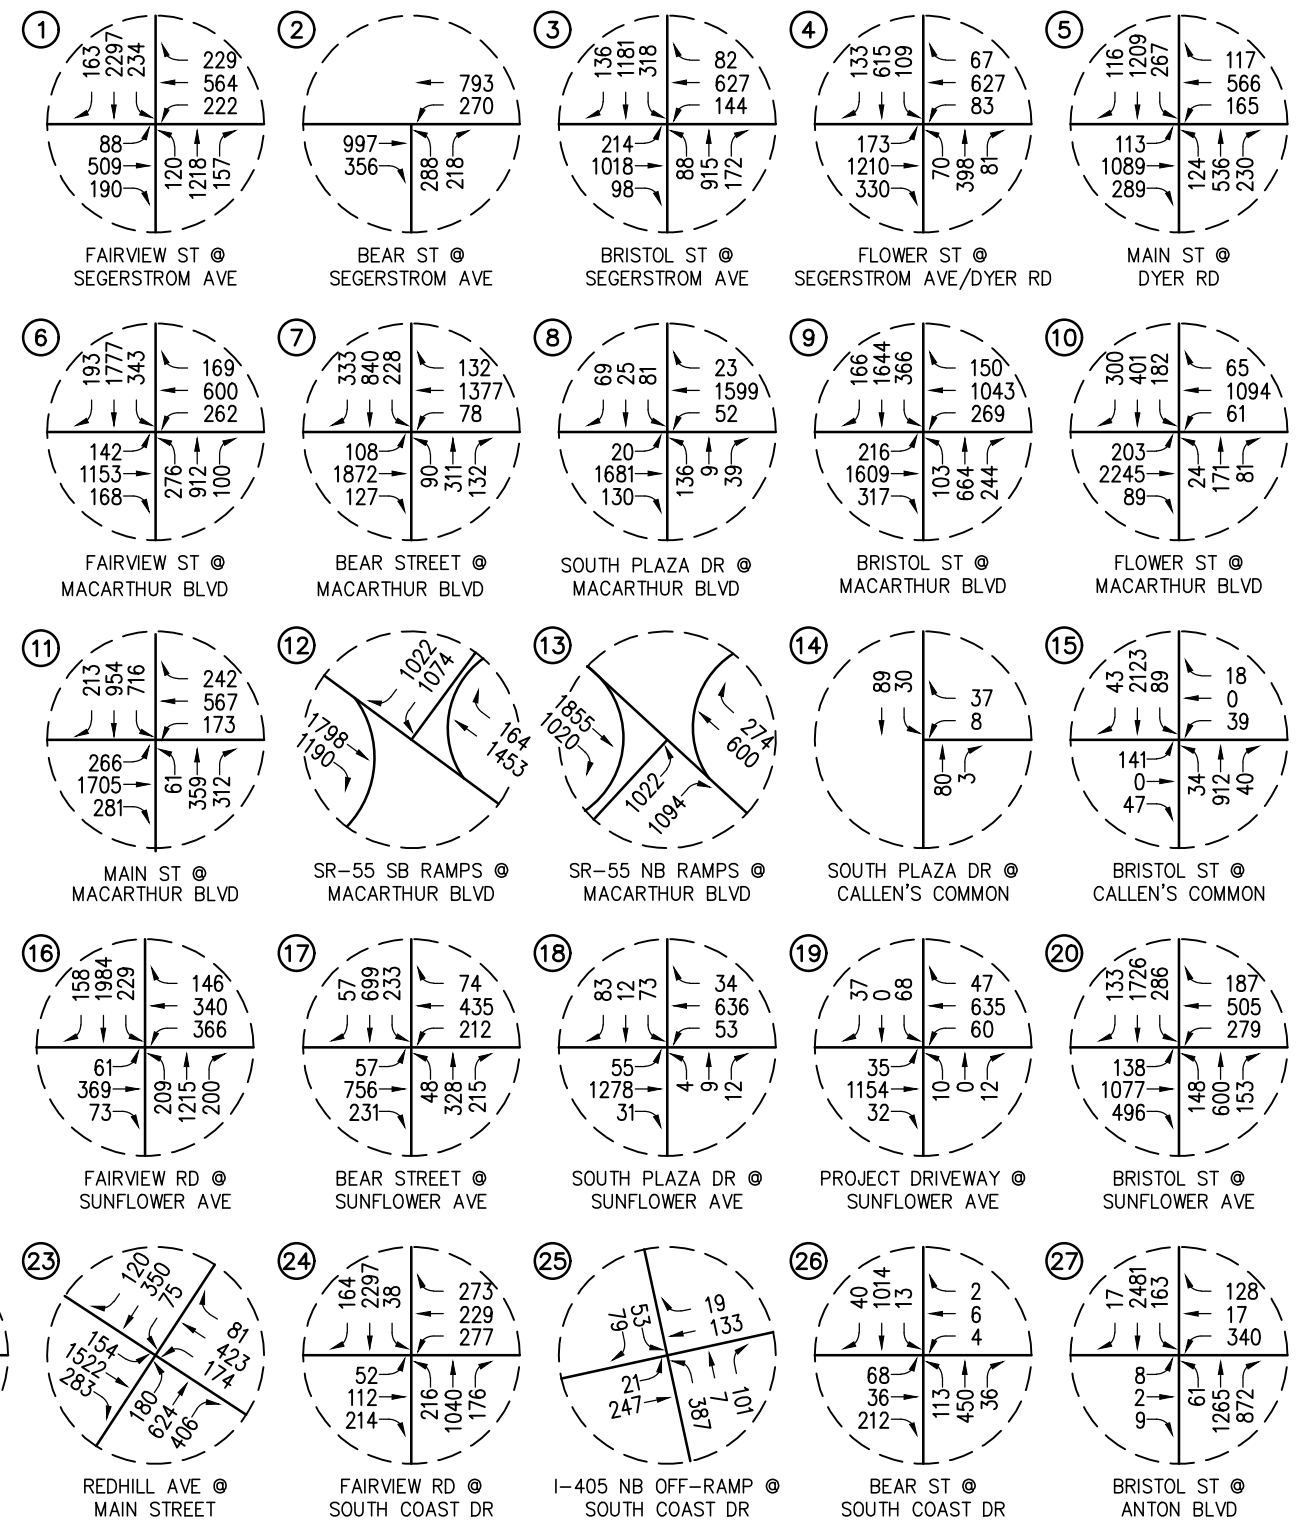 1
163 2297 234
229
564
222
88
509
190
120 1218 157
FAIRVIEW ST @
SEGERSTROM AVE
2
793
270
997
356
288 218
BEAR ST @
SEGERSTROM AVE
3
136 1181 318
82
627
144
214
1018
98
88 915 172
BRISTOL ST @
SEGERSTROM AVE
4
133 615 109
67
627
83
173
1210
330
70 398 81
FLOWER ST @
SEGERSTROM AVE/DYER RD
5
116 1209 267
117
566
165
113
1089
289
124 536 230
MAIN ST @
DYER RD
6
193 1777 343
169
600
262
142
1153
168
276 912 100
FAIRVIEW ST @
MACARTHUR BLVD
7
333 840 228
132
1377
78
108
1872
127
90 311 132
BEAR STREET @
MACARTHUR BLVD
8
69 25 81
23
1599
52
20
1681
130
136 9 39
SOUTH PLAZA DR @
MACARTHUR BLVD
9
166 1644 366
150
1043
269
216
1609
317
103 664 244
BRISTOL ST @
MACARTHUR BLVD
10
300 401 182
65
1094
61
203
2245
89
24 171 81
FLOWER ST @
MACARTHUR BLVD
11
213 954 716
242
567
173
266
1705
281
61 359 312
MAIN ST @
MACARTHUR BLVD
12
1022
1074
164
1453
1798
1190
SR-55 SB RAMPS @
MACARTHUR BLVD
13
1855
1020
274
600
1022
1094
SR-55 NB RAMPS @
MACARTHUR BLVD
14
89 30
37
8
80 3
SOUTH PLAZA DR @
CALLEN'S COMMON
15
43 2123 89
18
0
39
141
0
47
34 912 40
BRISTOL ST @
CALLEN'S COMMON
16
158 1984 229
146
340
366
61
369
73
209 1215 200
FAIRVIEW RD @
SUNFLOWER AVE
17
57 699 233
74
435
212
57
756
231
48 328 215
BEAR STREET @
SUNFLOWER AVE
18
83 12 73
34
636
53
55
1278
31
4 9 12
SOUTH PLAZA DR @
SUNFLOWER AVE
19
37 0 68
47
635
60
35
1154
32
10 0 12
PROJECT DRIVEWAY @
SUNFLOWER AVE
20
133 1726 286
187
505
279
138
1077
496
148 600 153
BRISTOL ST @
SUNFLOWER AVE
23
120 350 75
81
423
174
154
1522
283
180 624 406
REDHILL AVE @
MAIN STREET
24
164 2297 38
273
229
277
52
112
214
216 1040 176
FAIRVIEW RD @
SOUTH COAST DR
25
79 53
19
133
21
247
387 7 101
I-405 NB OFF-RAMP @
SOUTH COAST DR
26
40 1014 13
2
6
4
68
36
212
113 450 36
BEAR ST @
SOUTH COAST DR
27
17 2481 163
128
17
340
8
2
9
61 1265 872
BRISTOL ST @
ANTON BLVD